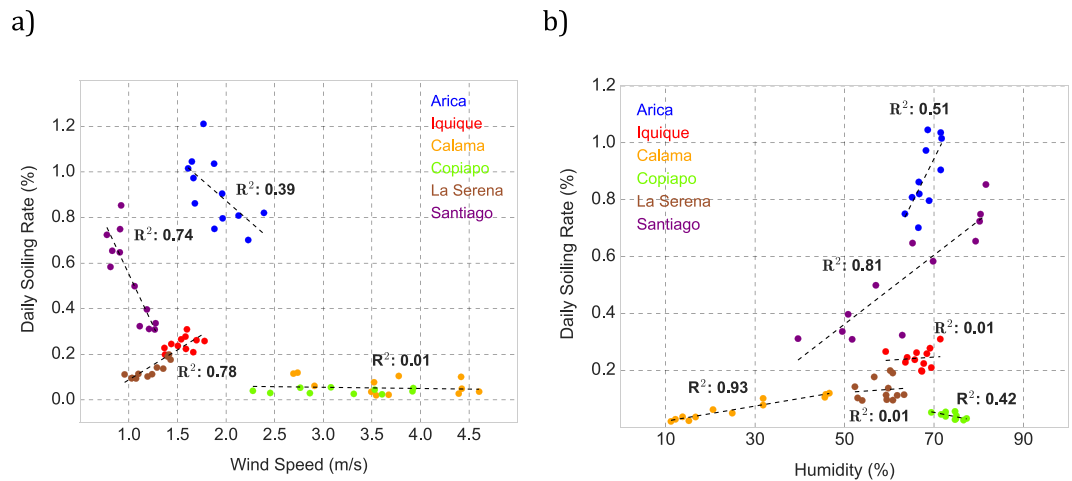 a)
Daily Soiling Rate (%)
1.2
1.0
0.8
0.6
0.4
0.2
0.0
Arica
Iquique
Calama
Copiapo
La Serena
Santiago
R²: 0.39
R²: 0.74
R²: 0.78
R²: 0.01
1.0 1.5 2.0 2.5 3.0 3.5 4.0 4.5
Wind Speed (m/s)
b)
Daily Soiling Rate (%)
1.2
1.0
0.8
0.6
0.4
0.2
Arica
Iquique
Calama
Copiapo
La Serena
Santiago
R²: 0.51
R²: 0.81
R²: 0.01
R²: 0.93
R²: 0.01
R²: 0.42
10 30 50 70 90
Humidity (%)